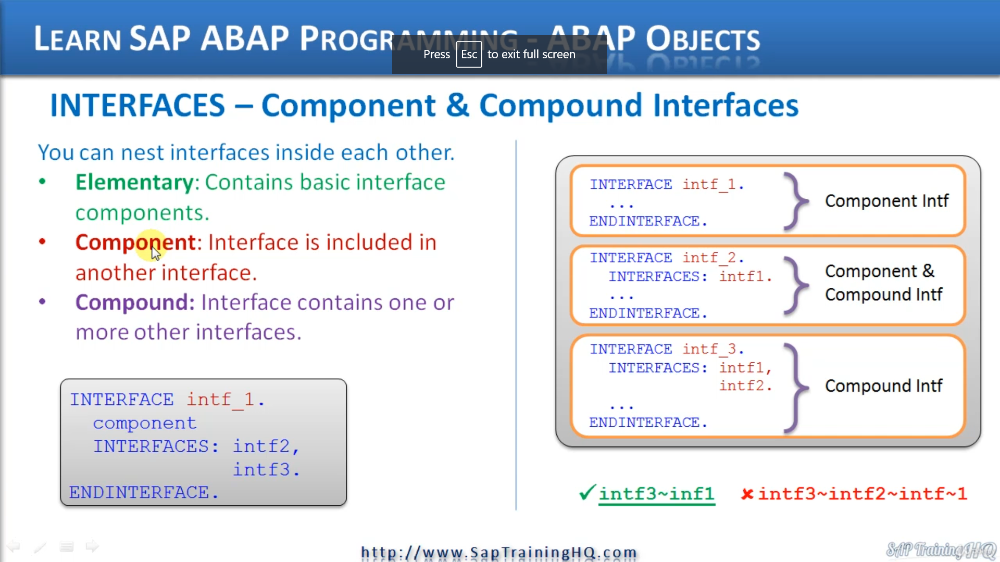 LEARN SAP ABAP PROGRAMMING - ABAP OBJECTS
Press Esc to exit full screen
INTERFACES – Component & Compound Interfaces
You can nest interfaces inside each other.
• Elementary: Contains basic interface
components.
• Component: Interface is included in
another interface.
• Compound: Interface contains one or
more other interfaces.
INTERFACE intf_1.
component
INTERFACES: intf2,
intf3.
ENDINTERFACE.
INTERFACE intf_1.
...
ENDINTERFACE.
Component Intf
INTERFACE intf_2.
INTERFACES: intf1.
...
ENDINTERFACE.
Component &
Compound Intf
INTERFACE intf_3.
INTERFACES: intf1,
intf2.
...
ENDINTERFACE.
Compound Intf
✓ intf3~inf1 ✘ intf3~intf2~intf~1
http://www.SapTrainingHQ.com
SAP TrainingHQ